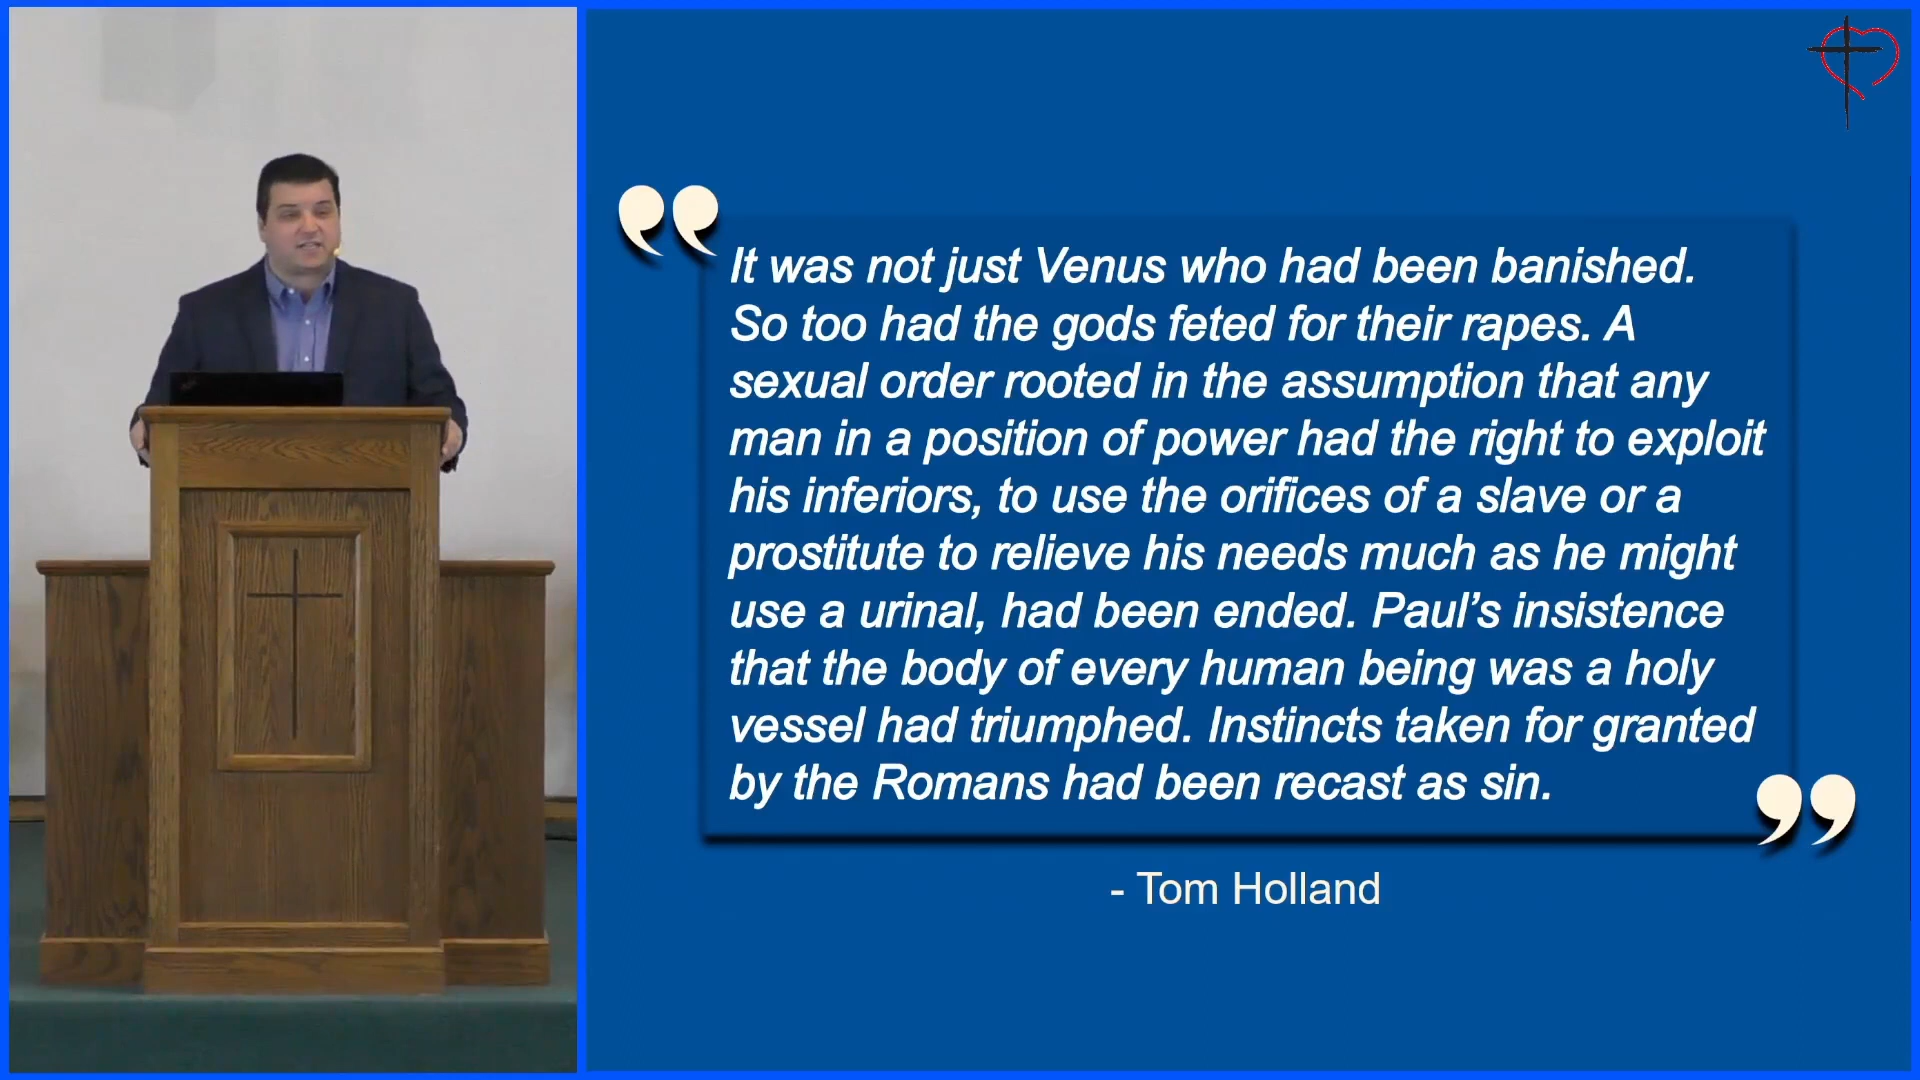 It was not just Venus who had been banished.
So too had the gods feted for their rapes. A
sexual order rooted in the assumption that any
man in a position of power had the right to exploit
his inferiors, to use the orifices of a slave or a
prostitute to relieve his needs much as he might
use a urinal, had been ended. Paul’s insistence
that the body of every human being was a holy
vessel had triumphed. Instincts taken for granted
by the Romans had been recast as sin.
- Tom Holland